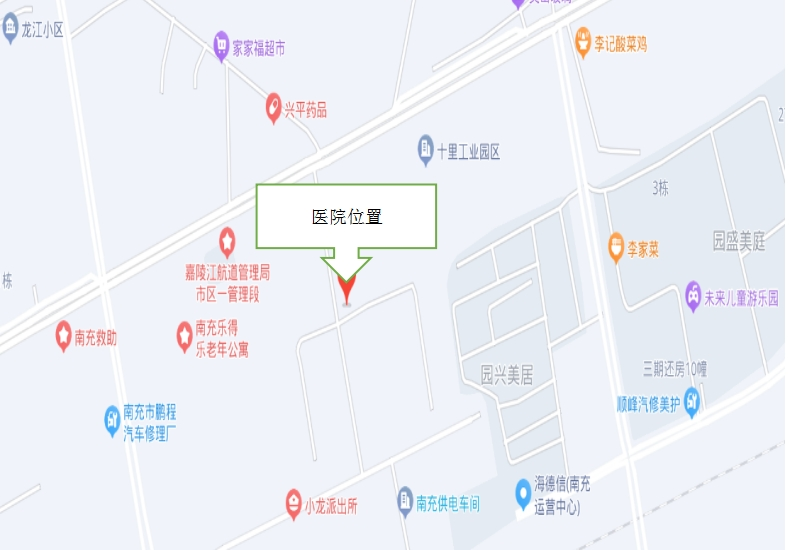 龙江小区
家家福超市
李记酸菜鸡
兴平药品
十里工业园区
3栋
医院位置
园盛美庭
李家菜
嘉陵江航道管理局
市区一管理段
栋
未来儿童游乐园
南充救助
南充乐得
乐老年公寓
三期还房10幢
园兴美居
顺峰汽修美护
南充市鹏程
汽车修理厂
海德信(南充
运营中心)
小龙派出所
南充供电车间